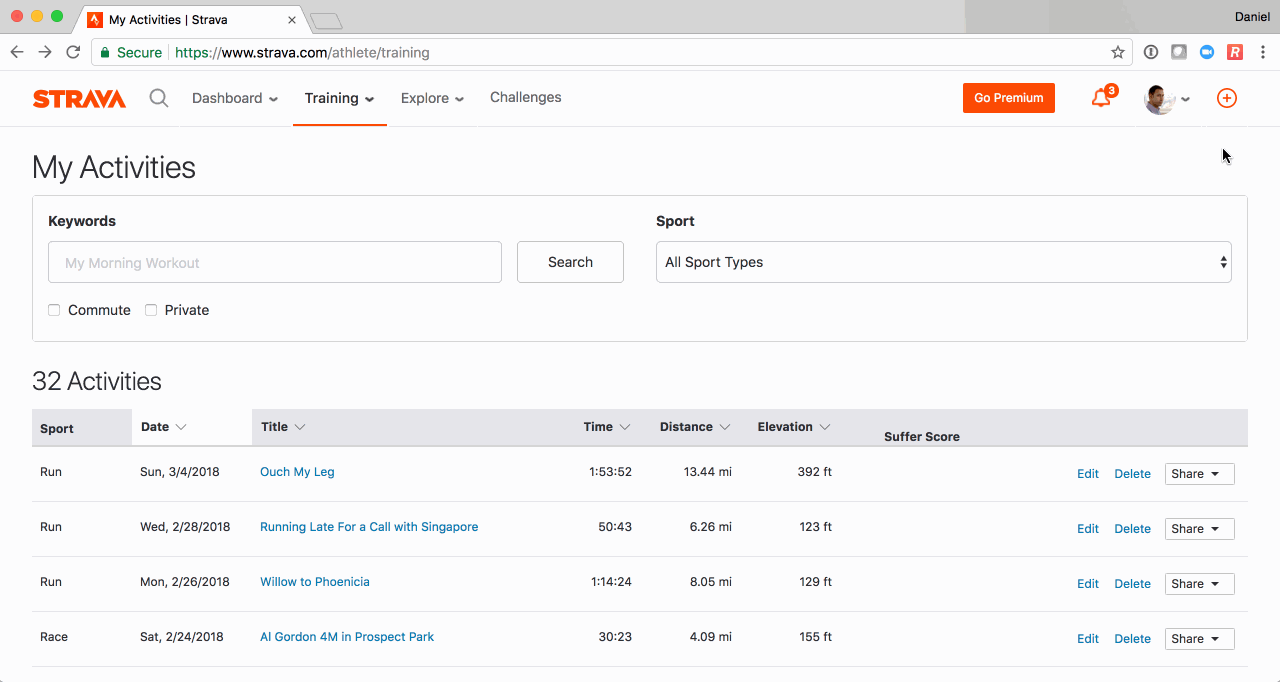 My Activities | Strava
Daniel
Secure https://www.strava.com/athlete/training
STRAVA Dashboard Training Explore Challenges Go Premium 3
My Activities
Keywords Sport
My Morning Workout Search All Sport Types
Commute Private
32 Activities
Sport Date Title Time Distance Elevation Suffer Score
Run Sun, 3/4/2018 Ouch My Leg 1:53:52 13.44 mi 392 ft Edit Delete Share
Run Wed, 2/28/2018 Running Late For a Call with Singapore 50:43 6.26 mi 123 ft Edit Delete Share
Run Mon, 2/26/2018 Willow to Phoenicia 1:14:24 8.05 mi 129 ft Edit Delete Share
Race Sat, 2/24/2018 Al Gordon 4M in Prospect Park 30:23 4.09 mi 155 ft Edit Delete Share